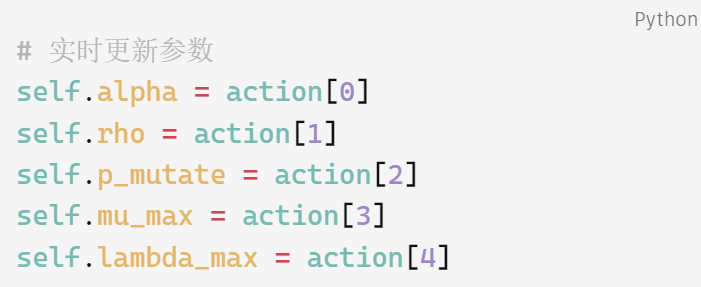 Python
# 实时更新参数
self.alpha = action[0]
self.rho = action[1]
self.p_mutate = action[2]
self.mu_max = action[3]
self.lambda_max = action[4]